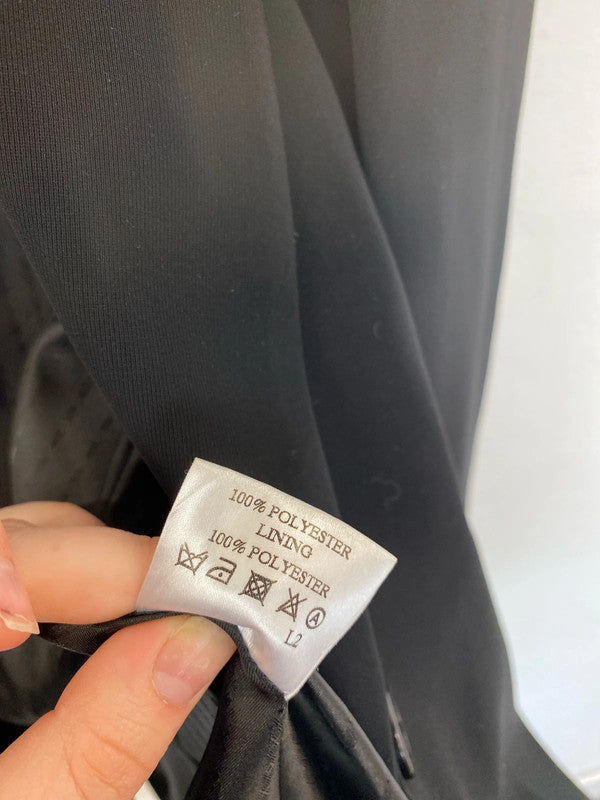 100% POLYESTER
LINING
100% POLYESTER
A
L2